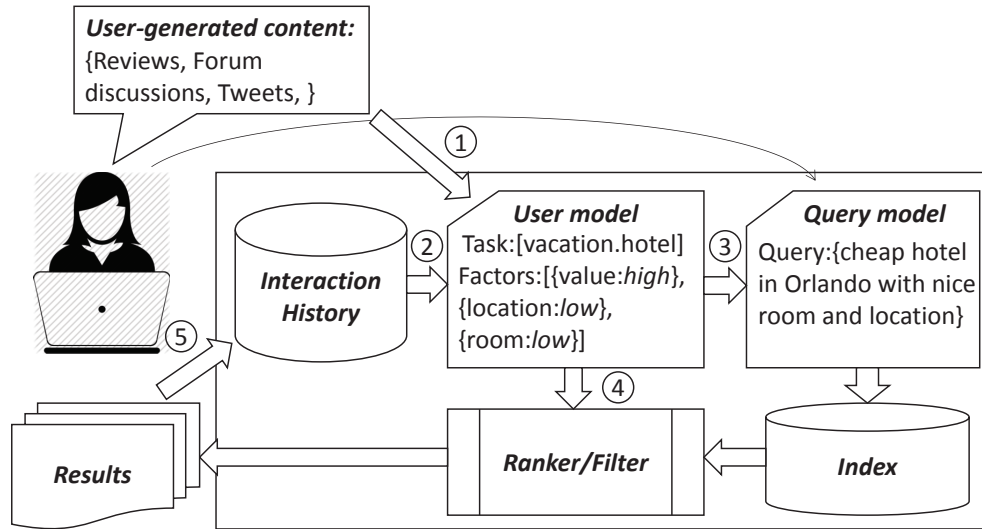 User-generated content:
{Reviews, Forum
discussions, Tweets, }
1
User model
Task:[vacation.hotel]
Factors:[{value:high},
{location:low},
{room:low}]
Query model
Query:{cheap hotel
in Orlando with nice
room and location}
2
3
Interaction
History
5
4
Results
Ranker/Filter
Index